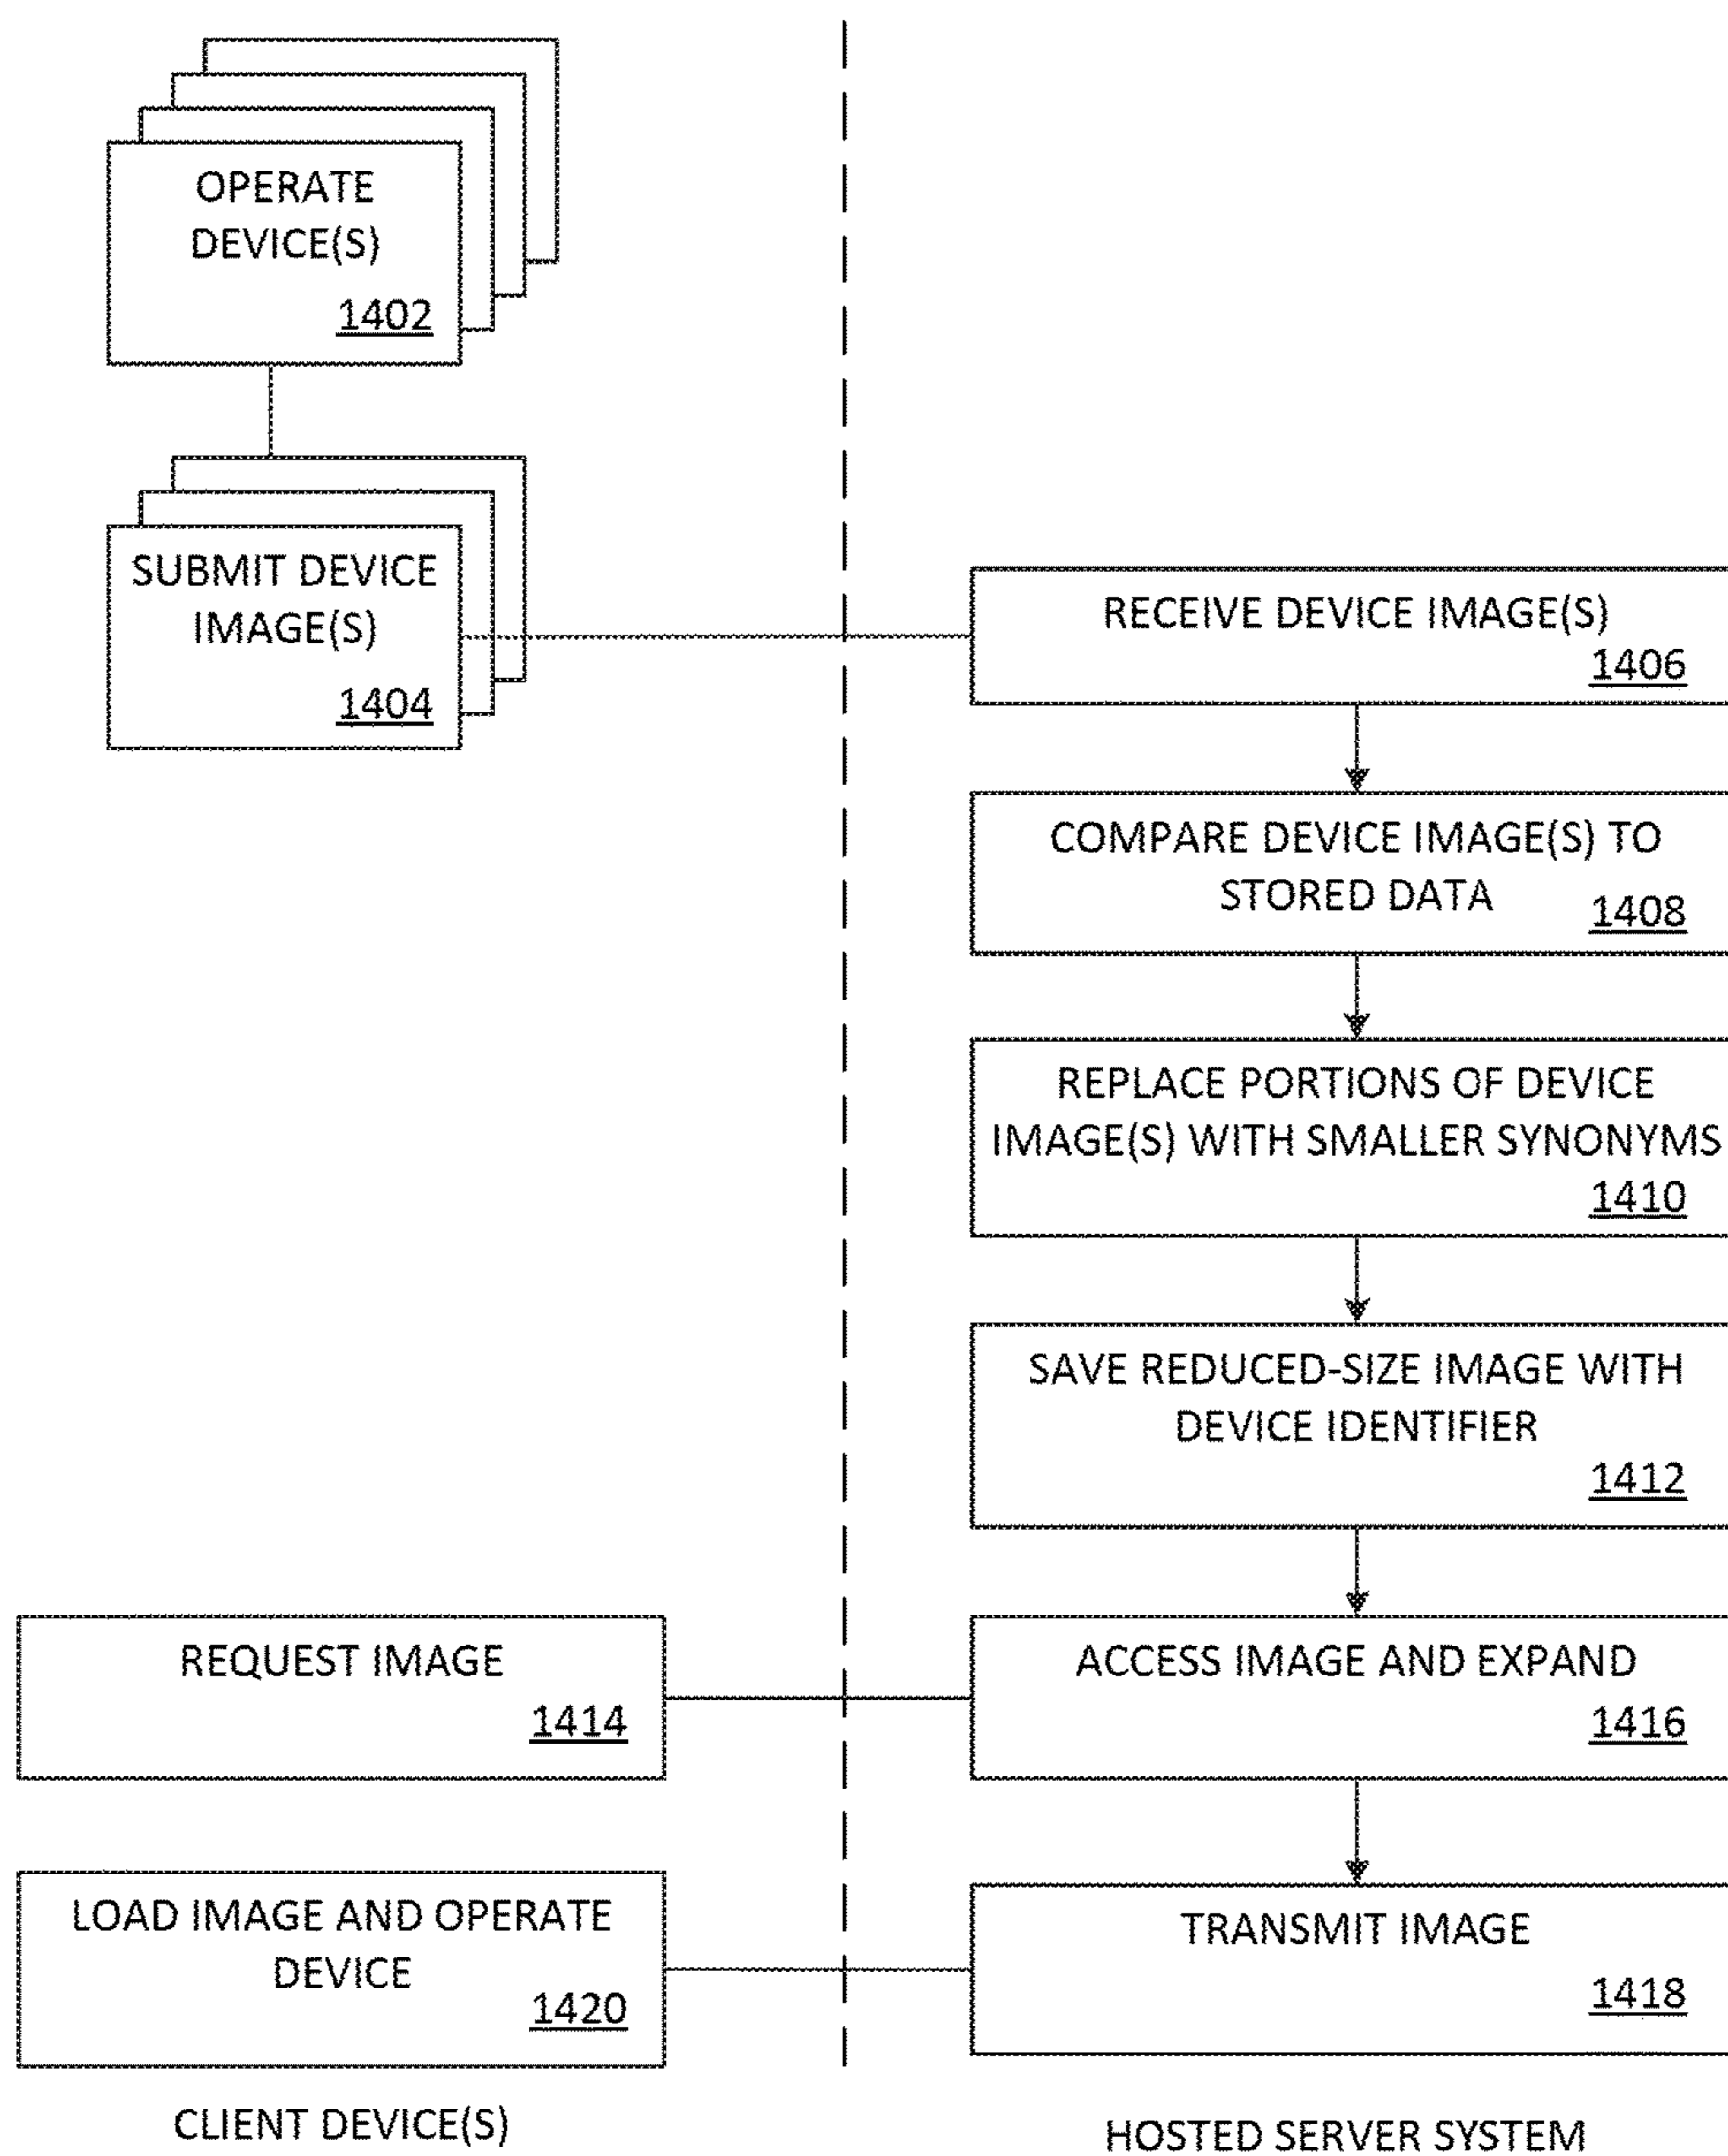 OPERATE
DEVICE(S)
1402
SUBMIT DEVICE
IMAGE(S)
1404
RECEIVE DEVICE IMAGE(S)
1406
COMPARE DEVICE IMAGE(S) TO
STORED DATA
1408
REPLACE PORTIONS OF DEVICE
IMAGE(S) WITH SMALLER SYNONYMS
1410
SAVE REDUCED-SIZE IMAGE WITH
DEVICE IDENTIFIER
1412
REQUEST IMAGE
1414
ACCESS IMAGE AND EXPAND
1416
LOAD IMAGE AND OPERATE
DEVICE
1420
TRANSMIT IMAGE
1418
CLIENT DEVICE(S)
HOSTED SERVER SYSTEM